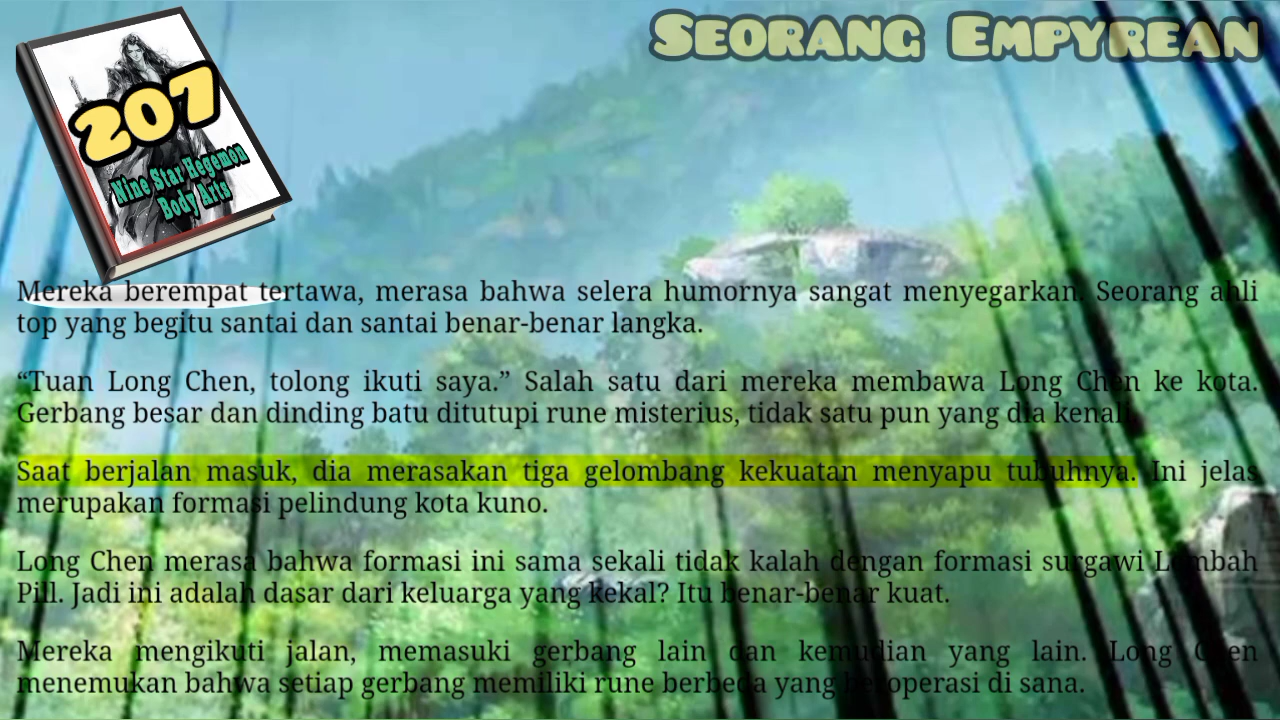 Seorang Empyrean
207
Nine Star Hegemon
Body Arts
Mereka berempat tertawa, merasa bahwa selera humornya sangat menyegarkan. Seorang ahli
top yang begitu santai dan santai benar-benar langka.
“Tuan Long Chen, tolong ikuti saya.” Salah satu dari mereka membawa Long Chen ke kota.
Gerbang besar dan dinding batu ditutupi rune misterius, tidak satu pun yang dia kenali.
Saat berjalan masuk, dia merasakan tiga gelombang kekuatan menyapu tubuhnya. Ini jelas
merupakan formasi pelindung kota kuno.
Long Chen merasa bahwa formasi ini sama sekali tidak kalah dengan formasi surgawi Lembah
Pill. Jadi ini adalah dasar dari keluarga yang kekal? Itu benar-benar kuat.
Mereka mengikuti jalan, memasuki gerbang lain dan kemudian yang lain. Long Chen
menemukan bahwa setiap gerbang memiliki rune berbeda yang beroperasi di sana.